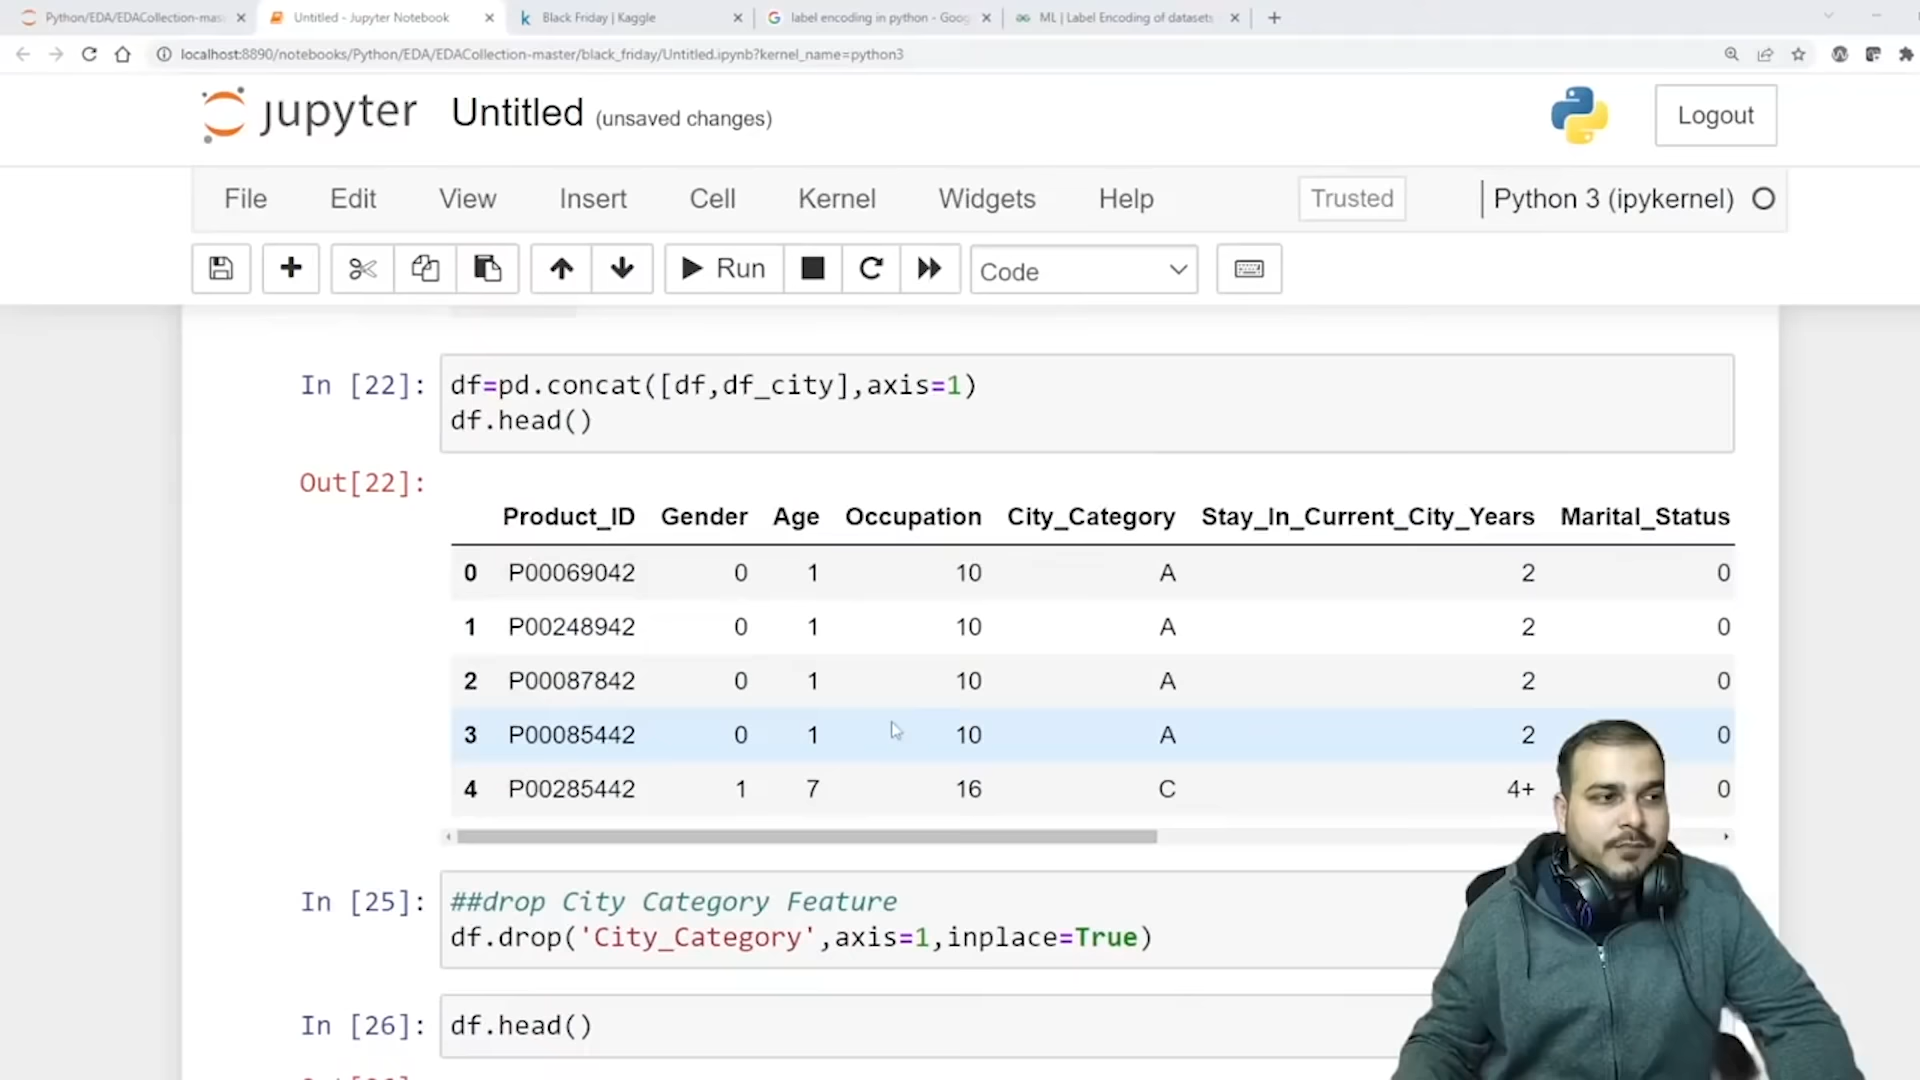 Python/EDA/EDACollection-mas
Untitled - Jupyter Notebook
Black Friday | Kaggle
label encoding in python - Goog
ML | Label Encoding of datasets
localhost:8890/notebooks/Python/EDA/EDACollection-master/black_friday/Untitled.ipynb?kernel_name=python3
jupyter Untitled (unsaved changes)
Logout
File Edit View Insert Cell Kernel Widgets Help Trusted Python 3 (ipykernel)
Run Code
In [22]: df=pd.concat([df,df_city],axis=1)
df.head()
Out[22]:
Product_ID Gender Age Occupation City_Category Stay_In_Current_City_Years Marital_Status
0 P00069042 0 1 10 A 2 0
1 P00248942 0 1 10 A 2 0
2 P00087842 0 1 10 A 2 0
3 P00085442 0 1 10 A 2 0
4 P00285442 1 7 16 C 4+ 0
In [25]: ##drop City Category Feature
df.drop('City_Category',axis=1,inplace=True)
In [26]: df.head()